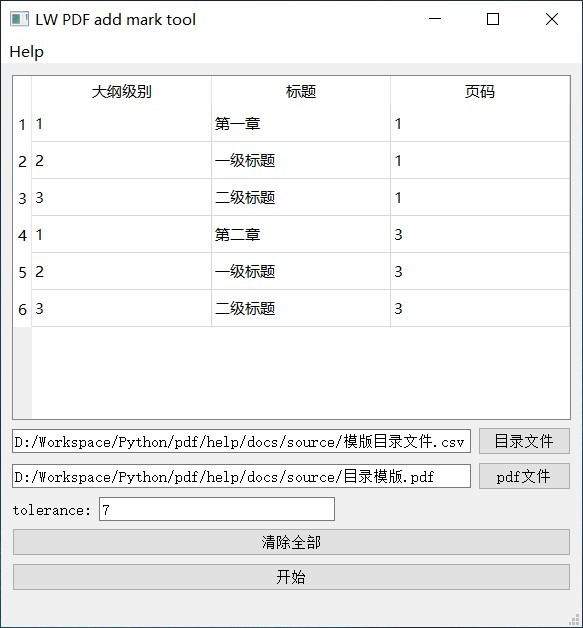 LW PDF add mark tool
Help
大纲级别 标题 页码
1 1 第一章 1
2 2 一级标题 1
3 3 二级标题 1
4 1 第二章 3
5 2 一级标题 3
6 3 二级标题 3
D:/Workspace/Python/pdf/help/docs/source/模版目录文件.csv 目录文件
D:/Workspace/Python/pdf/help/docs/source/目录模版.pdf pdf文件
tolerance: 7
清除全部
开始